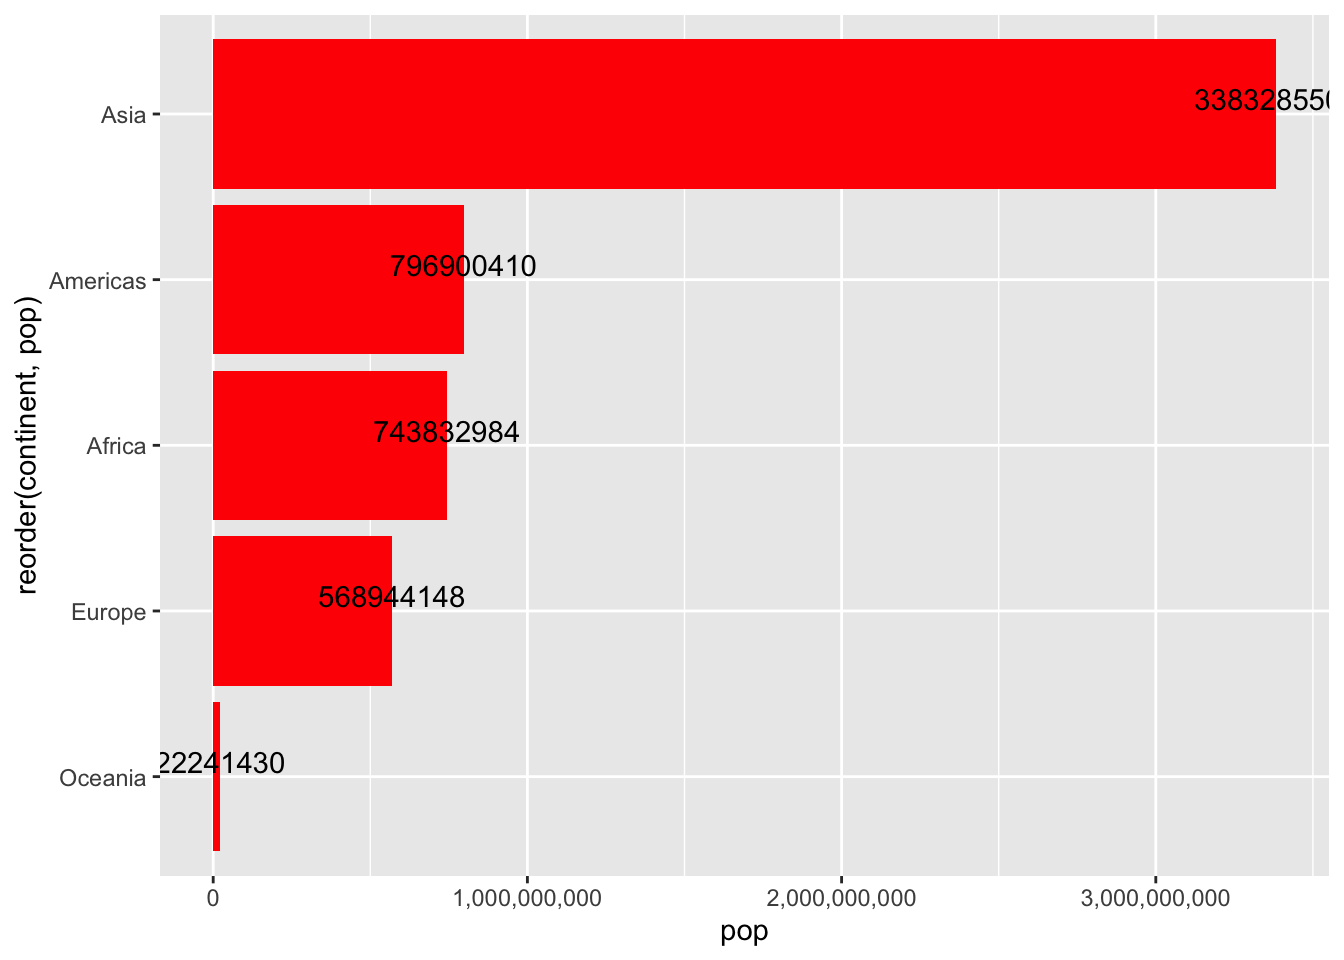 Asia
338328550
Americas
796900410
Africa
743832984
Europe
568944148
Oceania
22241430
reorder(continent, pop)
0
1,000,000,000
2,000,000,000
3,000,000,000
pop